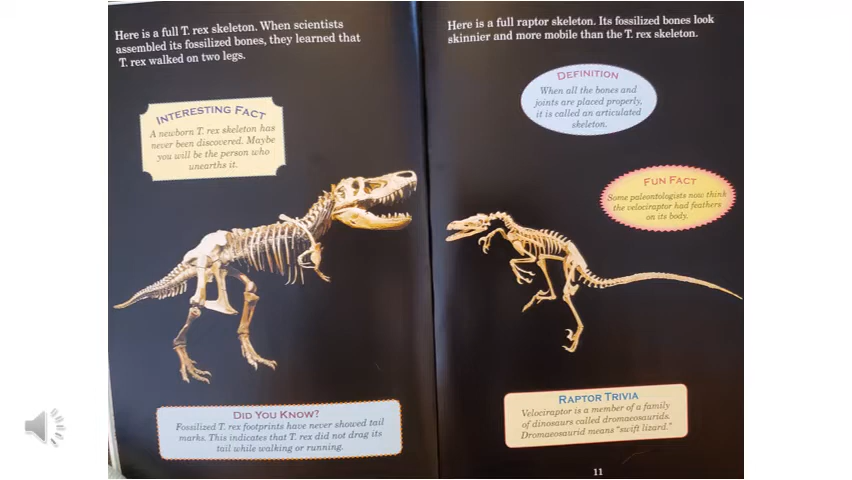 Here is a full T. rex skeleton. When scientists
assembled its fossilized bones, they learned that
T. rex walked on two legs.
INTERESTING FACT
A newborn T. rex skeleton has
never been discovered. Maybe
you will be the person who
unearths it.
DID YOU KNOW?
Fossilized T. rex footprints have never showed tail
marks. This indicates that T. rex did not drag its
tail while walking or running.
Here is a full raptor skeleton. Its fossilized bones look
skinnier and more mobile than the T. rex skeleton.
DEFINITION
When all the bones and
joints are placed properly,
it is called an articulated
skeleton.
FUN FACT
Some paleontologists now think
the velociraptor had feathers
on its body.
RAPTOR TRIVIA
Velociraptor is a member of a family
of dinosaurs called dromaeosaurids.
Dromaeosaurid means "swift lizard."
11